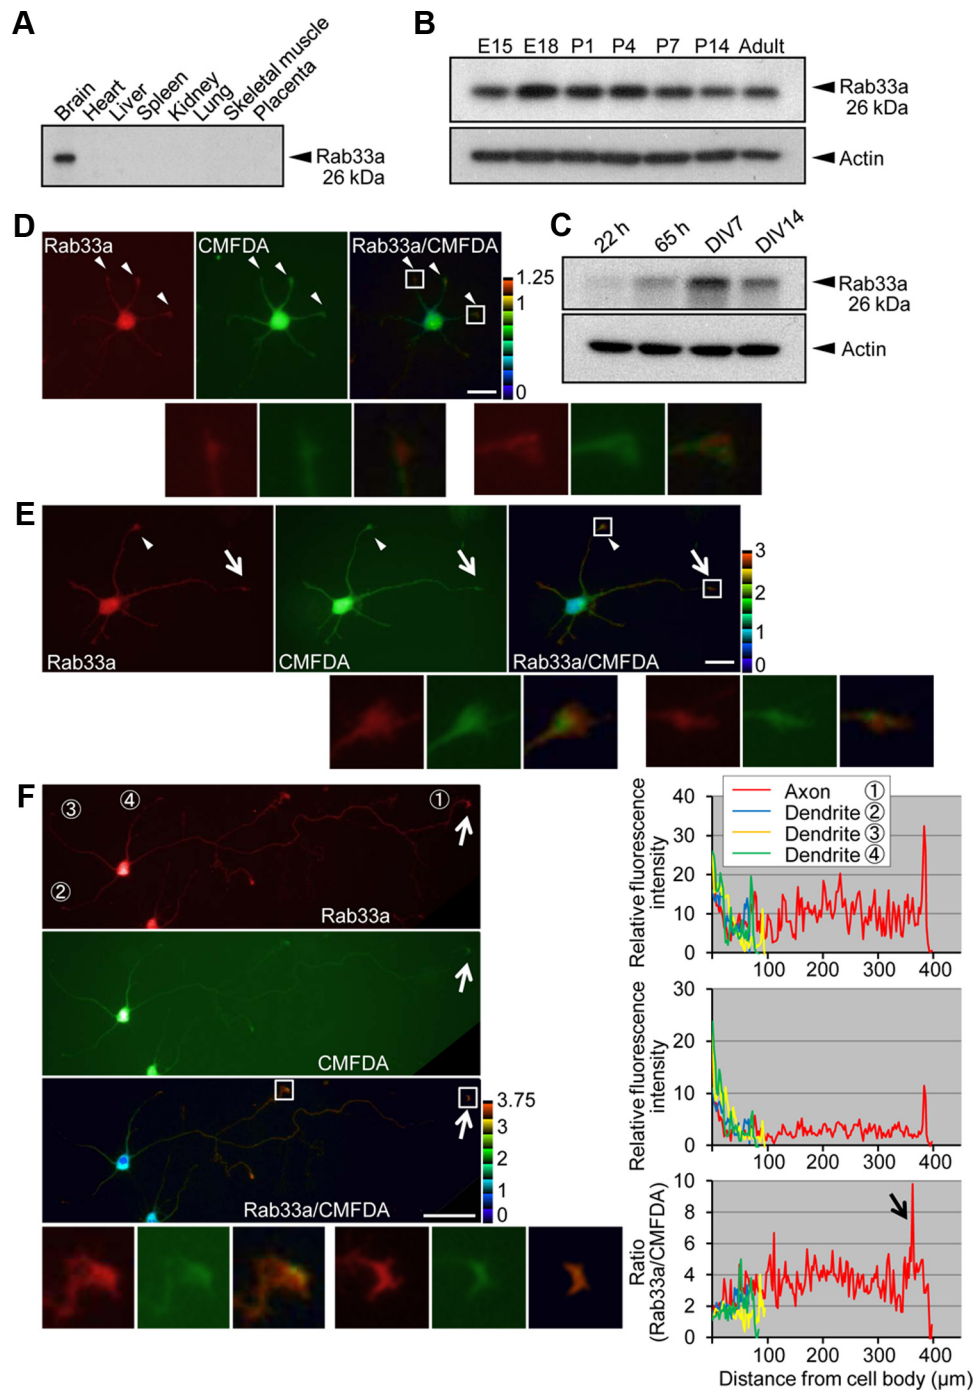 A
Brain
Heart
Liver
Spleen
Kidney
Lung
Skeletal muscle
Placenta
Rab33a
26 kDa
B
E15 E18 P1 P4 P7 P14 Adult
Rab33a
26 kDa
Actin
C
22 h
65 h
DIV7
DIV14
Rab33a
26 kDa
Actin
D
Rab33a
CMFDA
Rab33a/CMFDA
1.25
1
0
E
Rab33a
CMFDA
Rab33a/CMFDA
3
2
1
0
F
③ ④ ①
②
Rab33a
CMFDA
Rab33a/CMFDA
3.75
3
2
1
0
Axon ①
Dendrite ②
Dendrite ③
Dendrite ④
Relative fluorescence
intensity
40
30
20
10
0
100 200 300 400
Relative fluorescence
intensity
30
20
10
0
100 200 300 400
Ratio
(Rab33a/CMFDA)
10
8
6
4
2
0
100 200 300 400
Distance from cell body (μm)